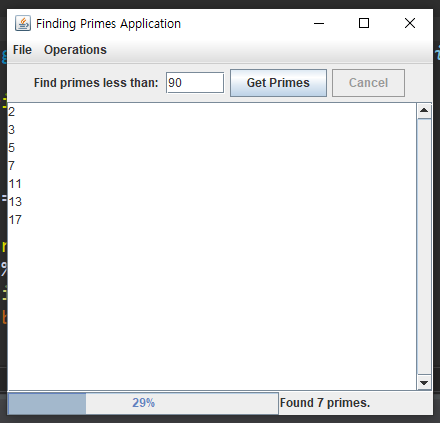 Finding Primes Application
File Operations
Find primes less than: 90 Get Primes Cancel
2
3
5
7
11
13
17
29% Found 7 primes.